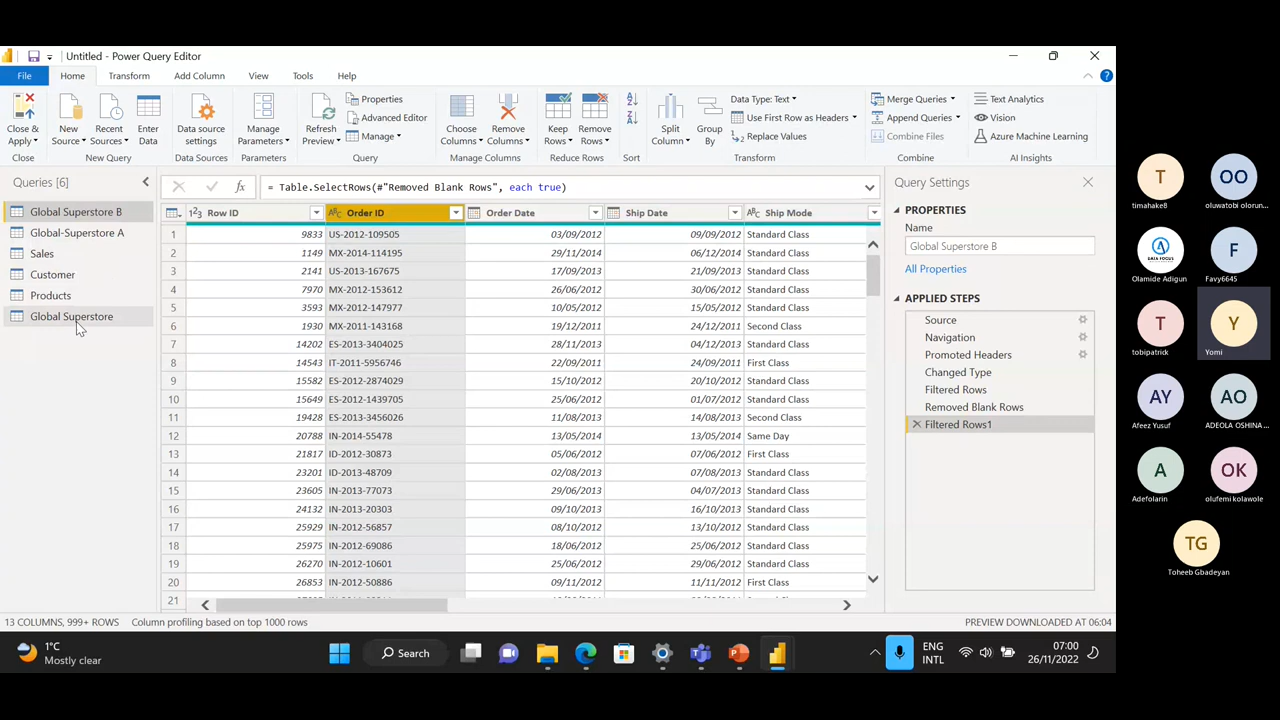 Untitled - Power Query Editor
File Home Transform Add Column View Tools Help
Close & Apply
New Source
Recent Sources
Enter Data
Data source settings
Manage Parameters
Refresh Preview
Properties
Advanced Editor
Manage
Choose Columns
Remove Columns
Keep Rows
Remove Rows
Split Column
Group By
Data Type: Text
Use First Row as Headers
Replace Values
Merge Queries
Append Queries
Combine Files
Text Analytics
Vision
Azure Machine Learning
Close New Query Data Sources Parameters Query Manage Columns Reduce Rows Sort Transform Combine AI Insights
Queries [6]
Global Superstore B
Global-Superstore A
Sales
Customer
Products
Global Superstore
fx = Table.SelectRows(#"Removed Blank Rows", each true)
1²3 Row ID ABC Order ID Order Date Ship Date ABC Ship Mode
1 9833 US-2012-109505 03/09/2012 09/09/2012 Standard Class
2 1149 MX-2014-114195 29/11/2014 06/12/2014 Standard Class
3 2141 US-2013-167675 17/09/2013 21/09/2013 Standard Class
4 7970 MX-2012-153612 26/06/2012 30/06/2012 Standard Class
5 3593 MX-2012-147977 10/05/2012 15/05/2012 Standard Class
6 1930 MX-2011-143168 19/12/2011 24/12/2011 Second Class
7 14202 ES-2013-3404025 28/11/2013 04/12/2013 Standard Class
8 14543 IT-2011-5956746 22/09/2011 24/09/2011 First Class
9 15582 ES-2012-2874029 15/10/2012 20/10/2012 Standard Class
10 15649 ES-2012-1439705 25/06/2012 01/07/2012 Standard Class
11 19428 ES-2013-3456026 11/08/2013 14/08/2013 Second Class
12 20788 IN-2014-55478 13/05/2014 13/05/2014 Same Day
13 21817 ID-2012-30873 05/06/2012 07/06/2012 First Class
14 23201 ID-2013-48709 02/08/2013 07/08/2013 Standard Class
15 23605 IN-2013-77073 29/06/2013 04/07/2013 Standard Class
16 24132 IN-2013-20303 09/10/2013 16/10/2013 Standard Class
17 25929 IN-2012-56857 08/10/2012 13/10/2012 Standard Class
18 25975 IN-2012-69086 18/06/2012 25/06/2012 Standard Class
19 26270 IN-2012-10601 25/06/2012 29/06/2012 Standard Class
20 26853 IN-2012-50886 09/11/2012 11/11/2012 First Class
21
Query Settings
PROPERTIES
Name
Global Superstore B
All Properties
APPLIED STEPS
Source
Navigation
Promoted Headers
Changed Type
Filtered Rows
Removed Blank Rows
Filtered Rows1
13 COLUMNS, 999+ ROWS Column profiling based on top 1000 rows PREVIEW DOWNLOADED AT 06:04
1°C
Mostly clear
Search
ENG
INTL
07:00
26/11/2022
T OO
timahake8 oluwatobi olorun...
GAEA FOCUS F
Olamide Adigun Favy6645
T Y
tobipatrick Yomi
AY AO
Afeez Yusuf ADEOLA OSHINA ...
A OK
Adefolarin olufemi kolawole
TG
Toheeb Gbadeyan